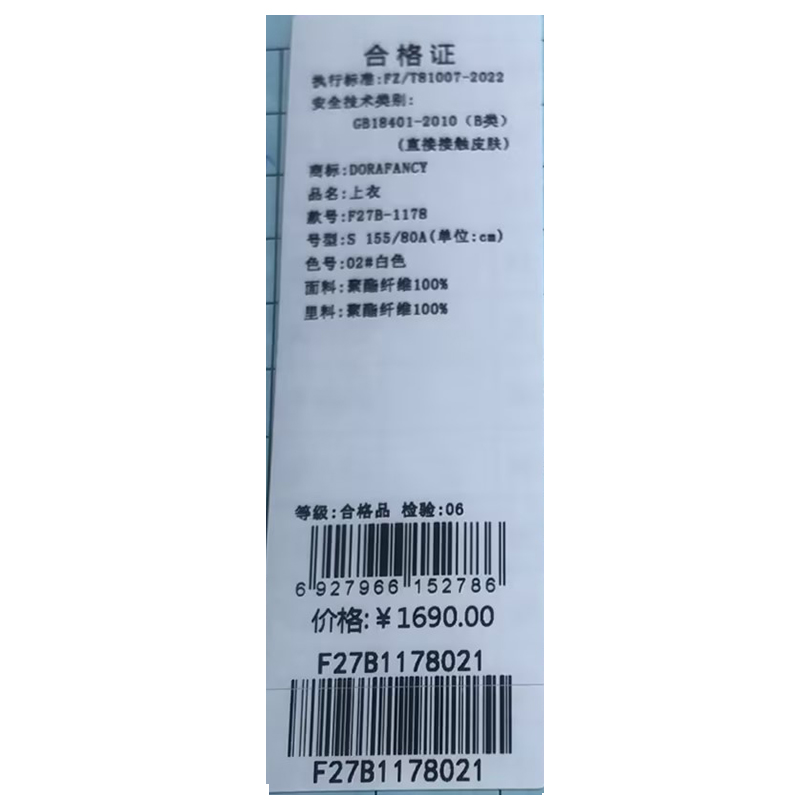 合格证
执行标准:FZ/T81007-2022
安全技术类别:
GB18401-2010(B类)
(直接接触皮肤)
商标:DORAFANCY
品名:上衣
款号:F27B-1178
号型:S 155/80A(单位:cm)
色号:02#白色
面料:聚酯纤维100%
里料:聚酯纤维100%
等级:合格品 检验:06
6 927966 152786
价格:¥1690.00
F27B1178021
F27B1178021